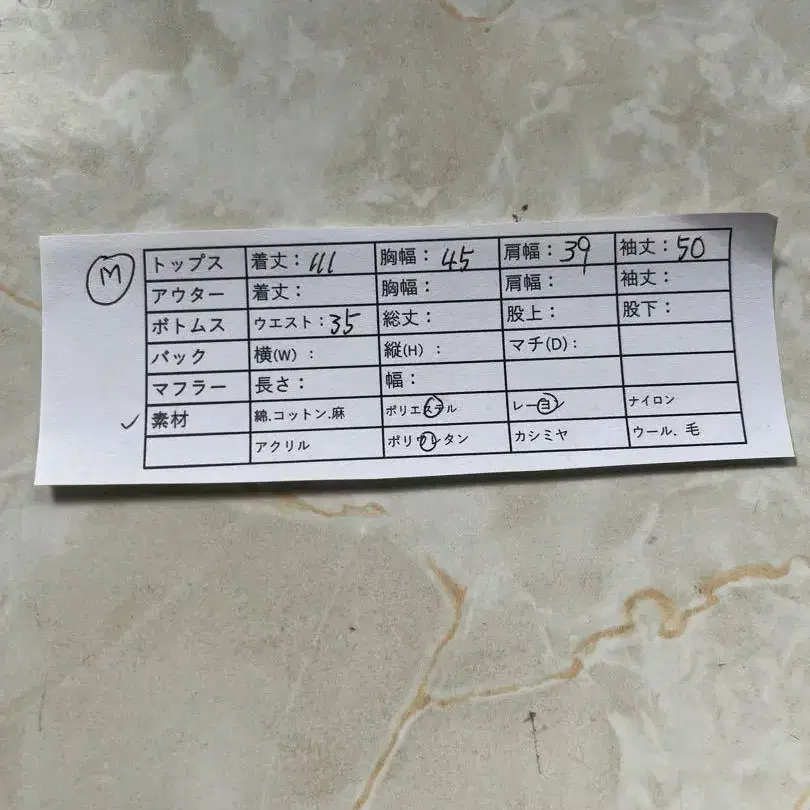 M
トップス 着丈：111 胸幅：45 肩幅：39 袖丈：50
アウター 着丈： 胸幅： 肩幅： 袖丈：
ボトムス ウエスト：35 総丈： 股上： 股下：
バック 横(W)： 縦(H)： マチ(D)：
マフラー 長さ： 幅：
✓ 素材 綿.コットン.麻 ポリエステル レーヨン ナイロン
アクリル ポリウレタン カシミヤ ウール、毛